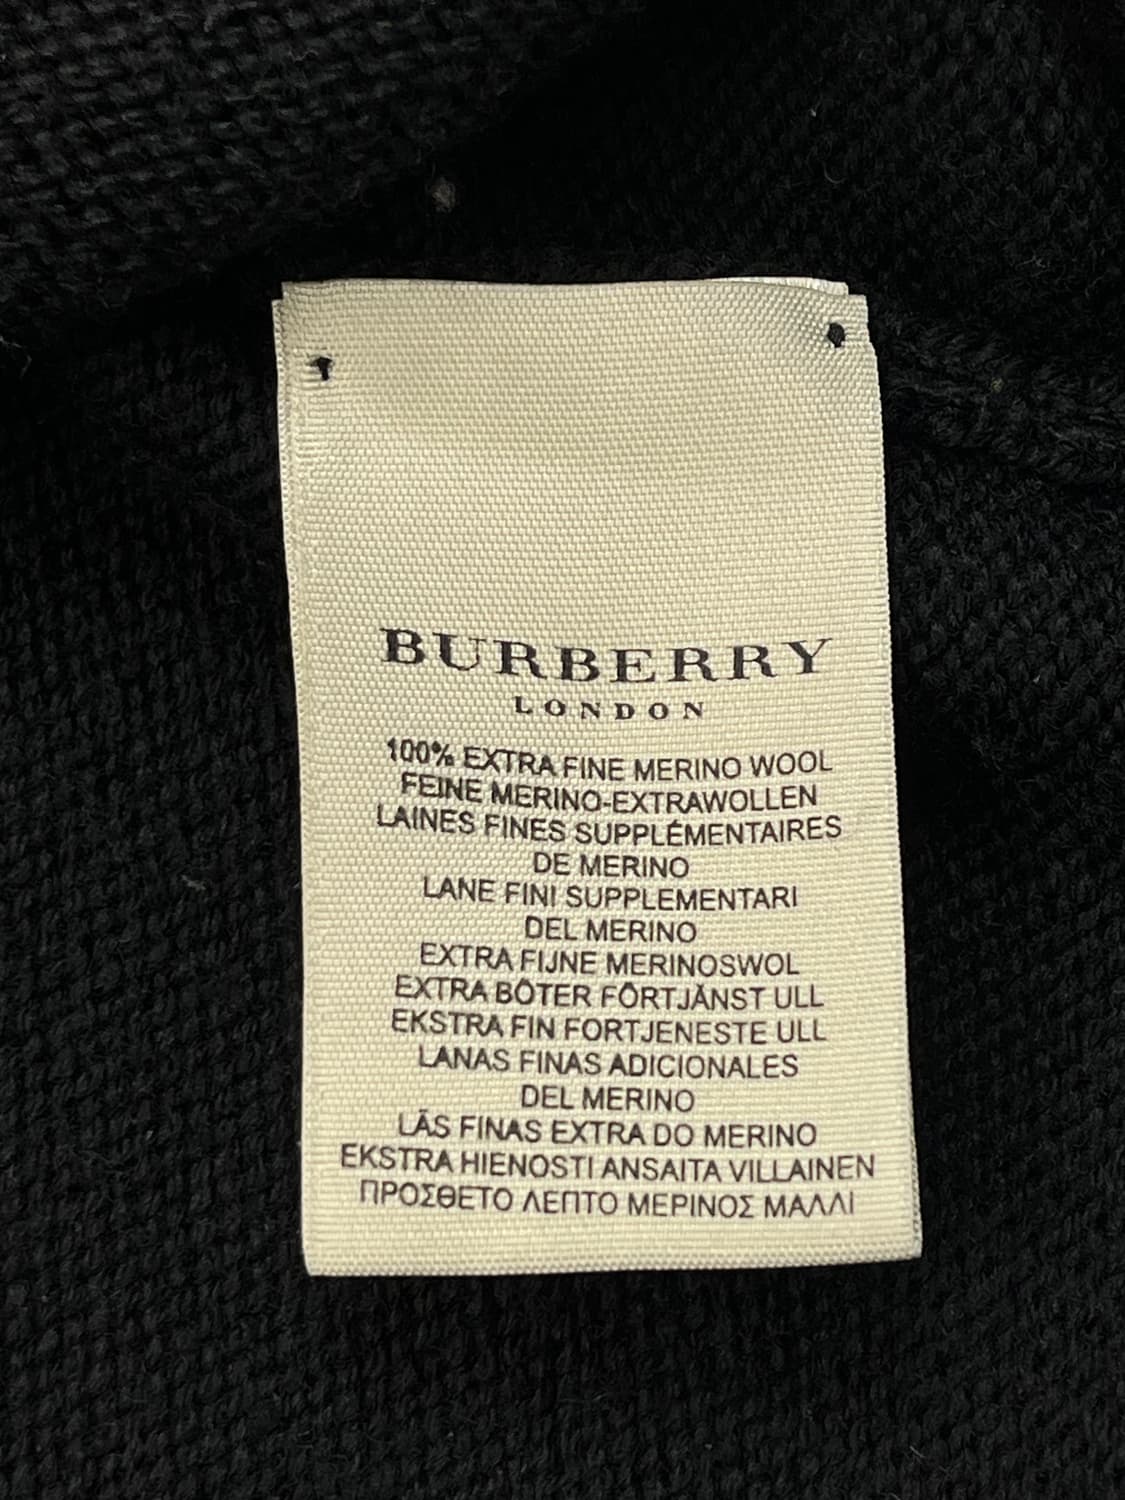 BURBERRY
LONDON
100% EXTRA FINE MERINO WOOL
FEINE MERINO-EXTRAWOLLEN
LAINES FINES SUPPLÉMENTAIRES
DE MERINO
LANE FINI SUPPLEMENTARI
DEL MERINO
EXTRA FIJNE MERINOSWOL
EXTRA BÖTER FÖRTJÄNST ULL
EKSTRA FIN FORTJENESTE ULL
LANAS FINAS ADICIONALES
DEL MERINO
LÃS FINAS EXTRA DO MERINO
EKSTRA HIENOSTI ANSAITA VILLAINEN
ΠΡΟΣΘΕΤΟ ΛΕΠΤΟ ΜΕΡΙΝΟΣ ΜΑΛΛΙ